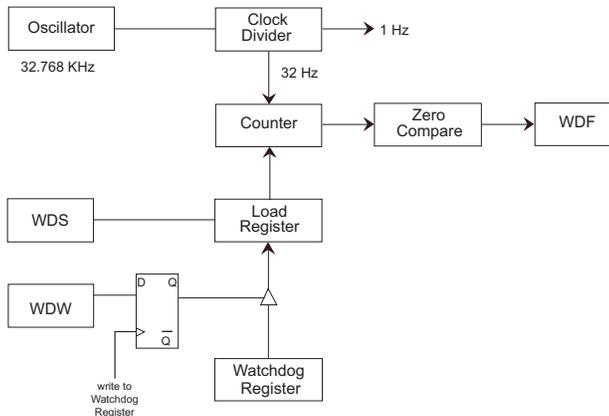 Oscillator
Clock
Divider
1 Hz
32.768 KHz
32 Hz
Counter
Zero
Compare
WDF
WDS
Load
Register
D Q
WDW
Q
Watchdog
Register
write to
Watchdog
Register